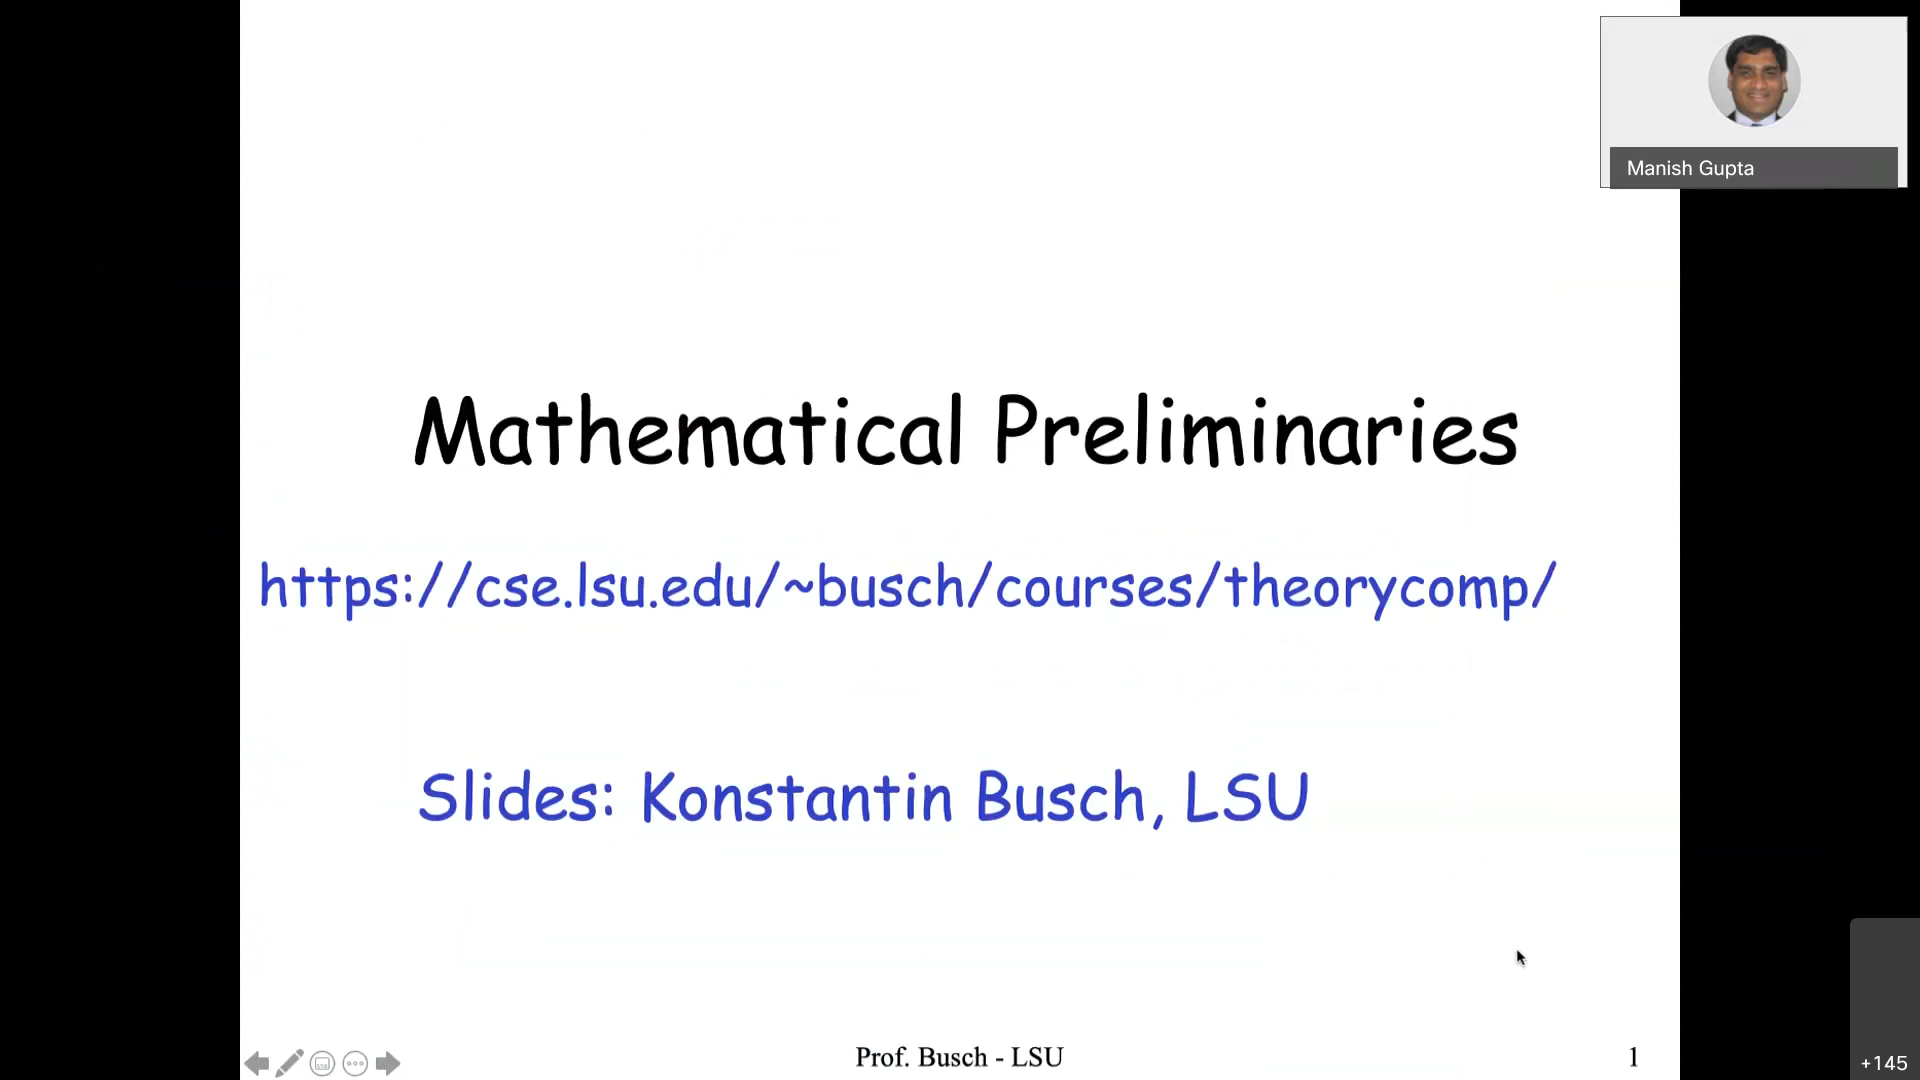 Manish Gupta
Mathematical Preliminaries
https://cse.lsu.edu/~busch/courses/theorycomp/
Slides: Konstantin Busch, LSU
Prof. Busch - LSU
1
+145